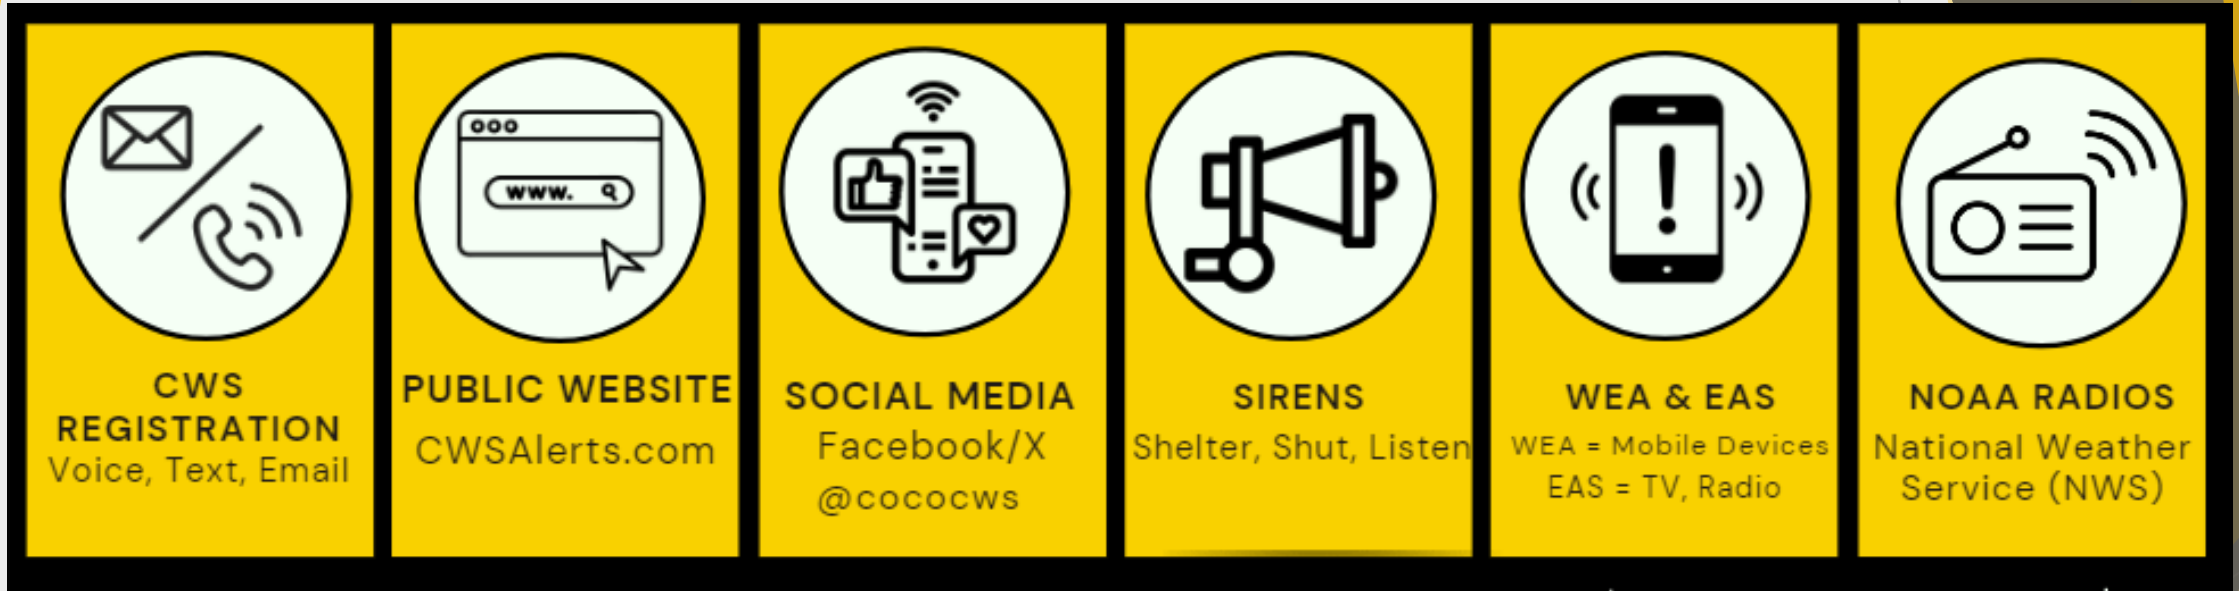 CWS
REGISTRATION
Voice, Text, Email
www.
PUBLIC WEBSITE
CWSAlerts.com
SOCIAL MEDIA
Facebook/X
@cococws
SIRENS
Shelter, Shut, Listen
WEA & EAS
WEA = Mobile Devices
EAS = TV, Radio
NOAA RADIOS
National Weather
Service (NWS)